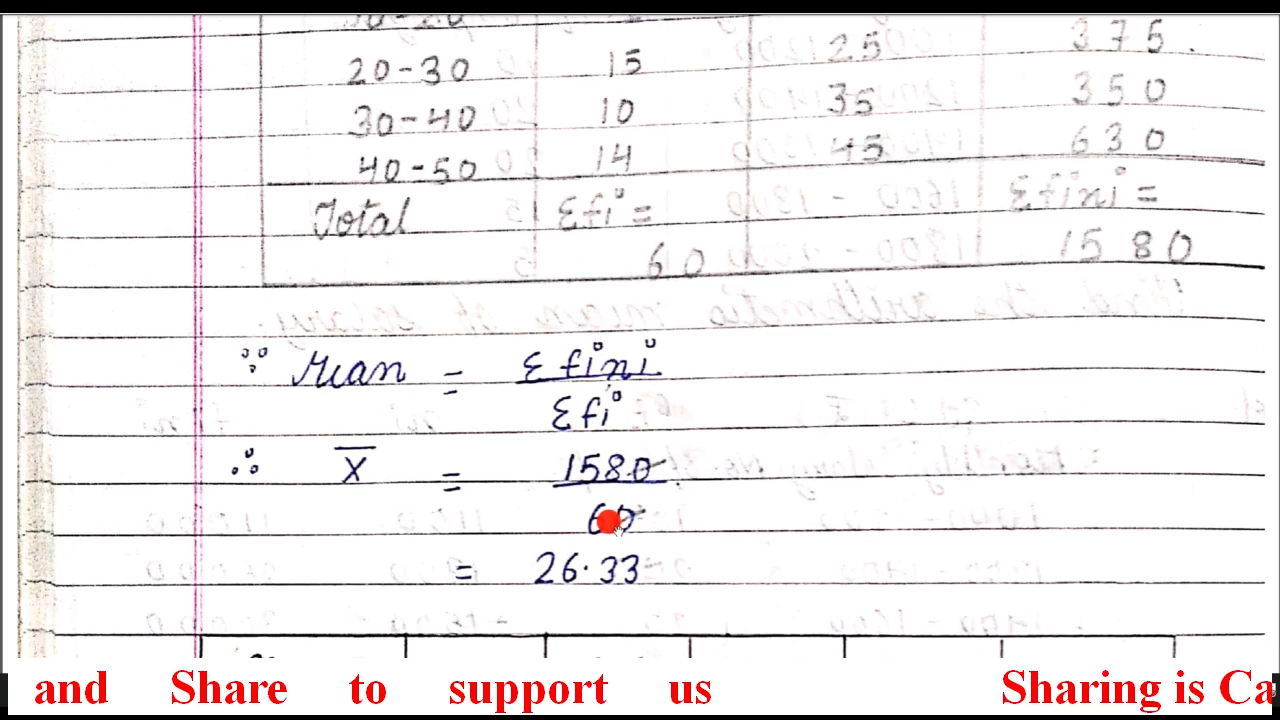 20-30 15 25 375.
30-40 10 35 350
40-50 14 45 630
Total Σfi = Σfixi =
60 1580
∵ Mean = Σfixi
Σfi
∴ X̅ = 1580
60
= 26.33
and Share to support us Sharing is Ca